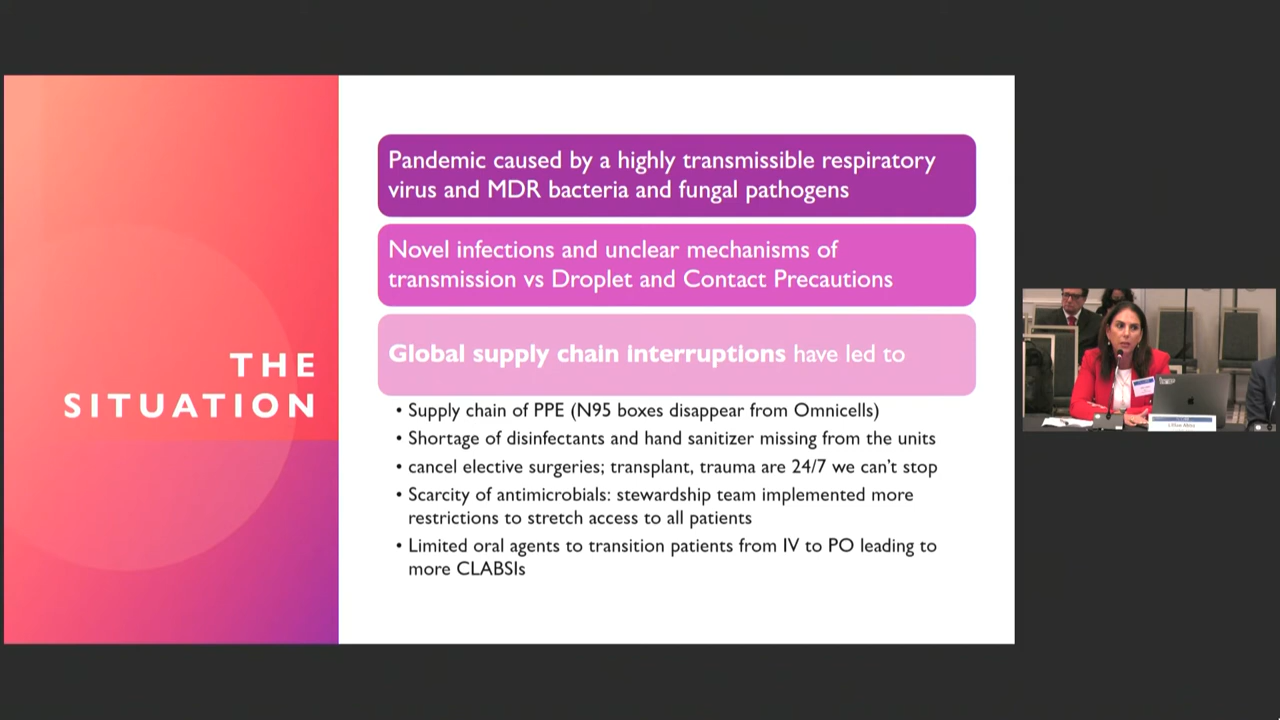 THE
SITUATION
Pandemic caused by a highly transmissible respiratory
virus and MDR bacteria and fungal pathogens
Novel infections and unclear mechanisms of
transmission vs Droplet and Contact Precautions
Global supply chain interruptions have led to
• Supply chain of PPE (N95 boxes disappear from Omnicells)
• Shortage of disinfectants and hand sanitizer missing from the units
• cancel elective surgeries; transplant, trauma are 24/7 we can't stop
• Scarcity of antimicrobials: stewardship team implemented more
restrictions to stretch access to all patients
• Limited oral agents to transition patients from IV to PO leading to
more CLABSIs